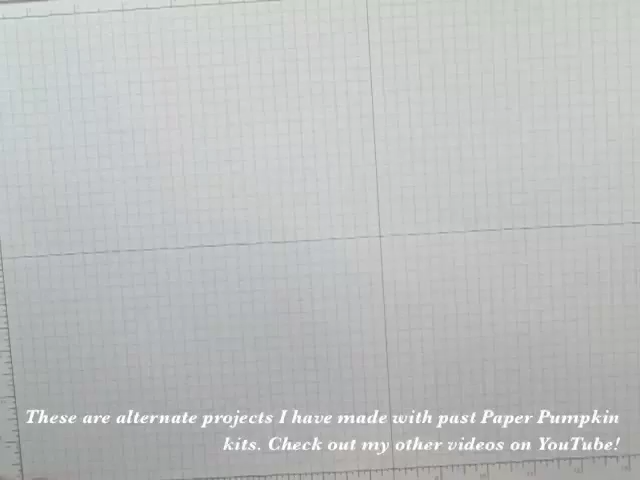 These are alternate projects I have made with past Paper Pumpkin
kits. Check out my other videos on YouTube!